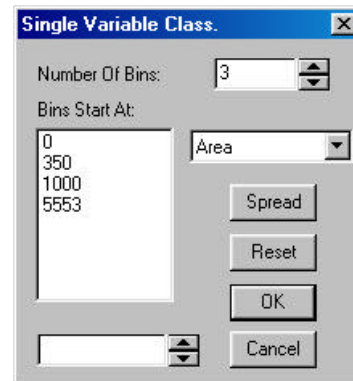 Single Variable Class.
Number Of Bins: 3
Bins Start At:
0
350
1000
5553
Area
Spread
Reset
OK
Cancel